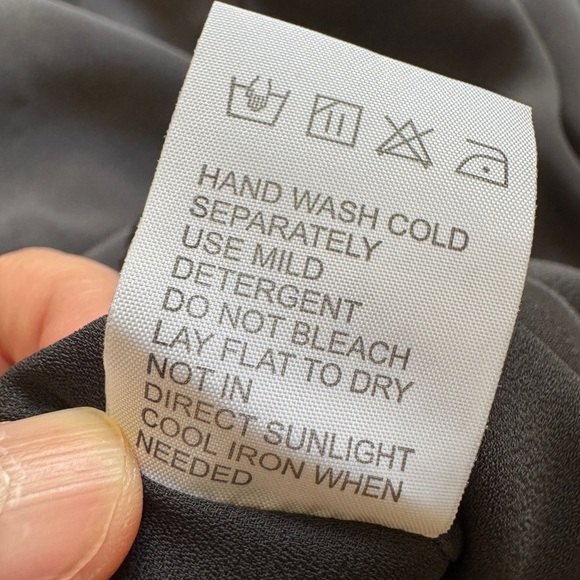 HAND WASH COLD
SEPARATELY
USE MILD
DETERGENT
DO NOT BLEACH
LAY FLAT TO DRY
NOT IN
DIRECT SUNLIGHT
COOL IRON WHEN
NEEDED